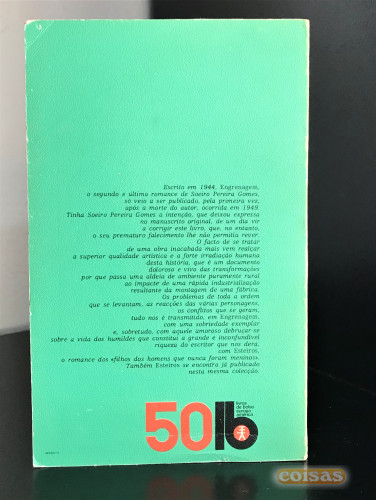 Escrito em 1944, Engrenagem,
o segundo e último romance de Soeiro Pereira Gomes,
só veio a ser publicado, pela primeira vez,
após a morte do autor, ocorrida em 1949.
Tinha Soeiro Pereira Gomes a intenção, que deixou expressa
no manuscrito original, de um dia vir
a corrigir este livro, que, no entanto,
o seu prematuro falecimento lhe não permitiu rever.
O facto de se tratar
de uma obra inacabada mais vem realçar
a superior qualidade artística e a forte irradiação humana
desta história, que é um documento
doloroso e vivo das transformações
por que passa uma aldeia de ambiente puramente rural
ao impacte de uma rápida industrialização
resultante da montagem de uma fábrica.
Os problemas de toda a ordem
que se levantam, as reacções das várias personagens,
os conflitos que se geram,
tudo nos é transmitido, em Engrenagem,
com uma sobriedade exemplar
e, sobretudo, com aquele amoroso debruçar-se
sobre a vida dos humildes que constitui a grande e inconfundível
riqueza do escritor que nos dera,
com Esteiros,
o romance dos «filhos dos homens que nunca foram meninos».
Também Esteiros se encontra já publicado
nesta mesma colecção.
50 lb
livros
de bolso
europa
américa
coisas